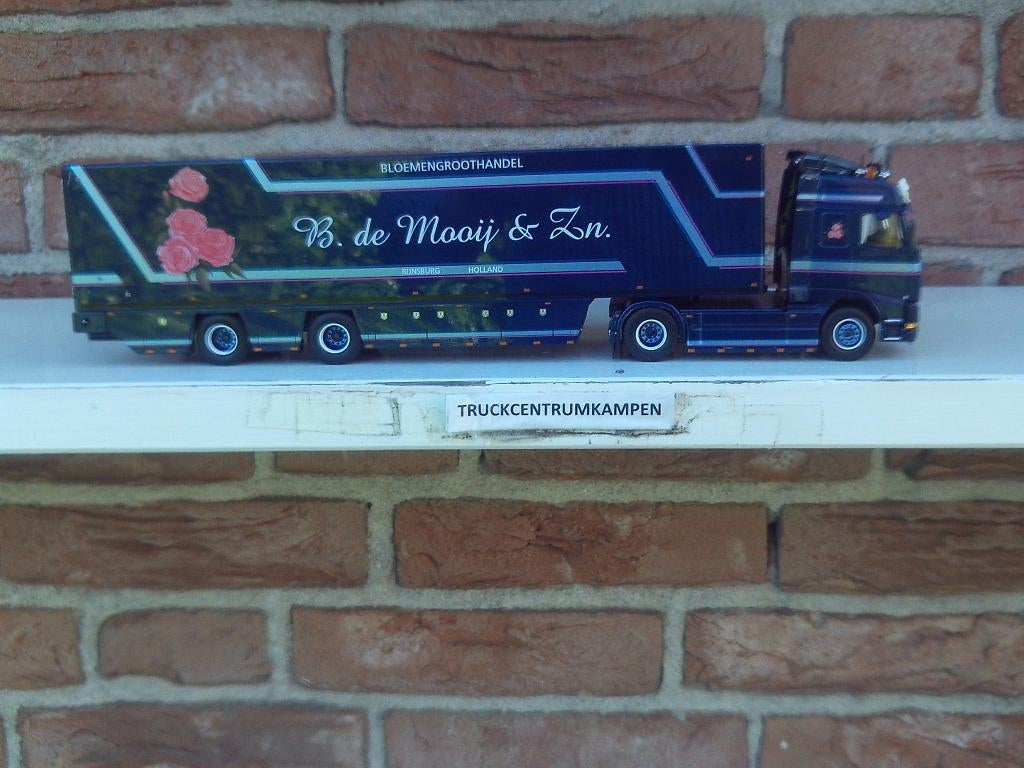 BLOEMENGROOTHANDEL
B. de Mooij & Zn.
RIJNSBURG HOLLAND
TRUCKCENTRUMKAMPEN